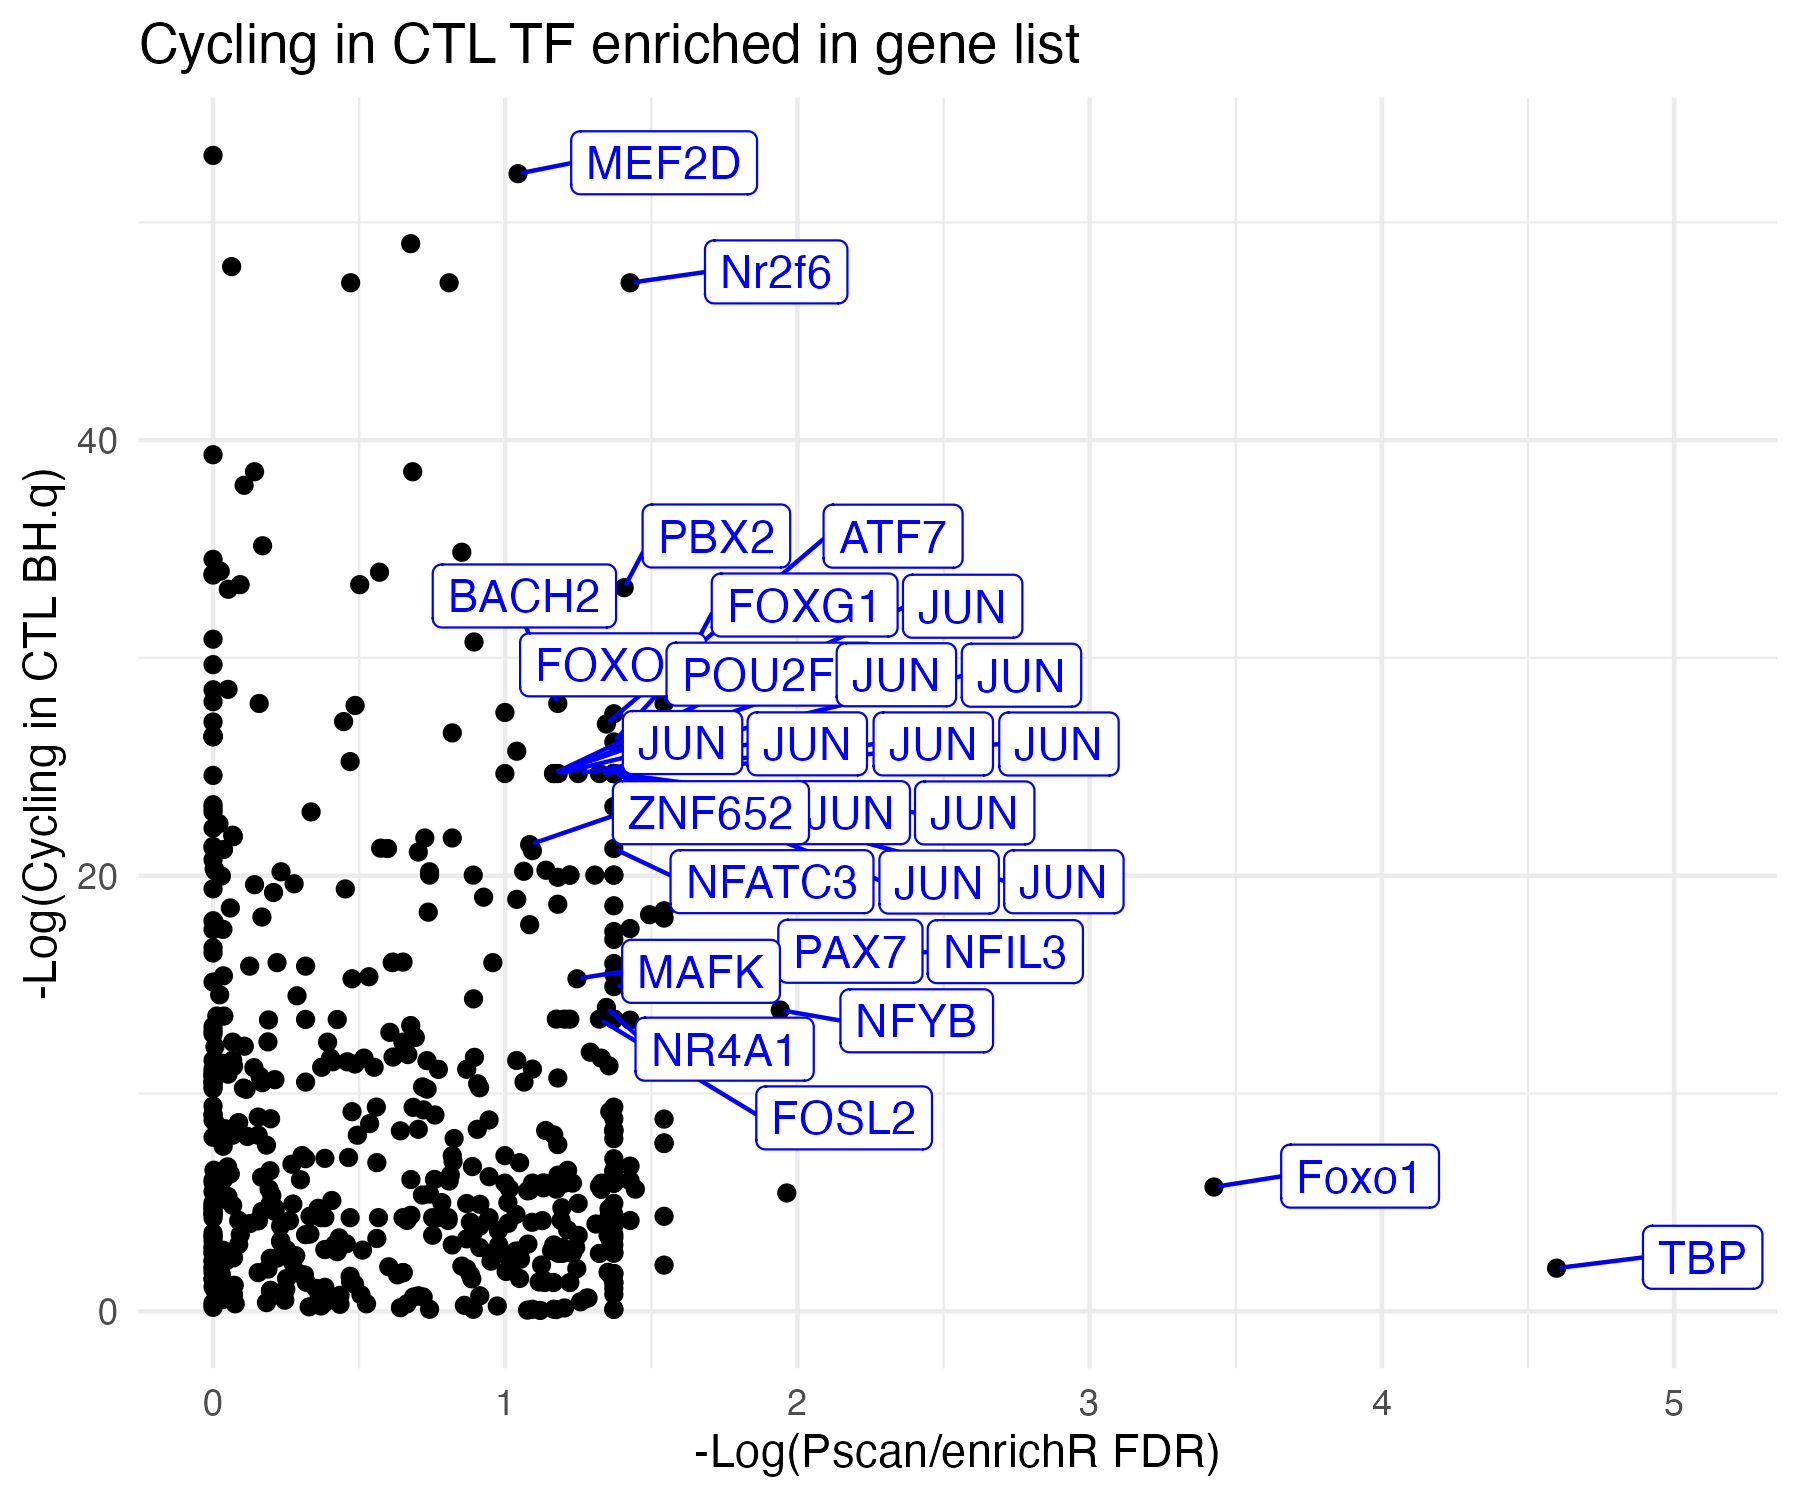 Cycling in CTL TF enriched in gene list
MEF2D
Nr2f6
40
PBX2
ATF7
BACH2
FOXG1
JUN
FOXO
POU2F
JUN
JUN
JUN
JUN
JUN
JUN
ZNF652
JUN
JUN
20
NFATC3
JUN
JUN
PAX7
NFIL3
MAFK
NFYB
NR4A1
FOSL2
Foxo1
TBP
0
-Log(Cycling in CTL BH.q)
0 1 2 3 4 5
-Log(Pscan/enrichR FDR)